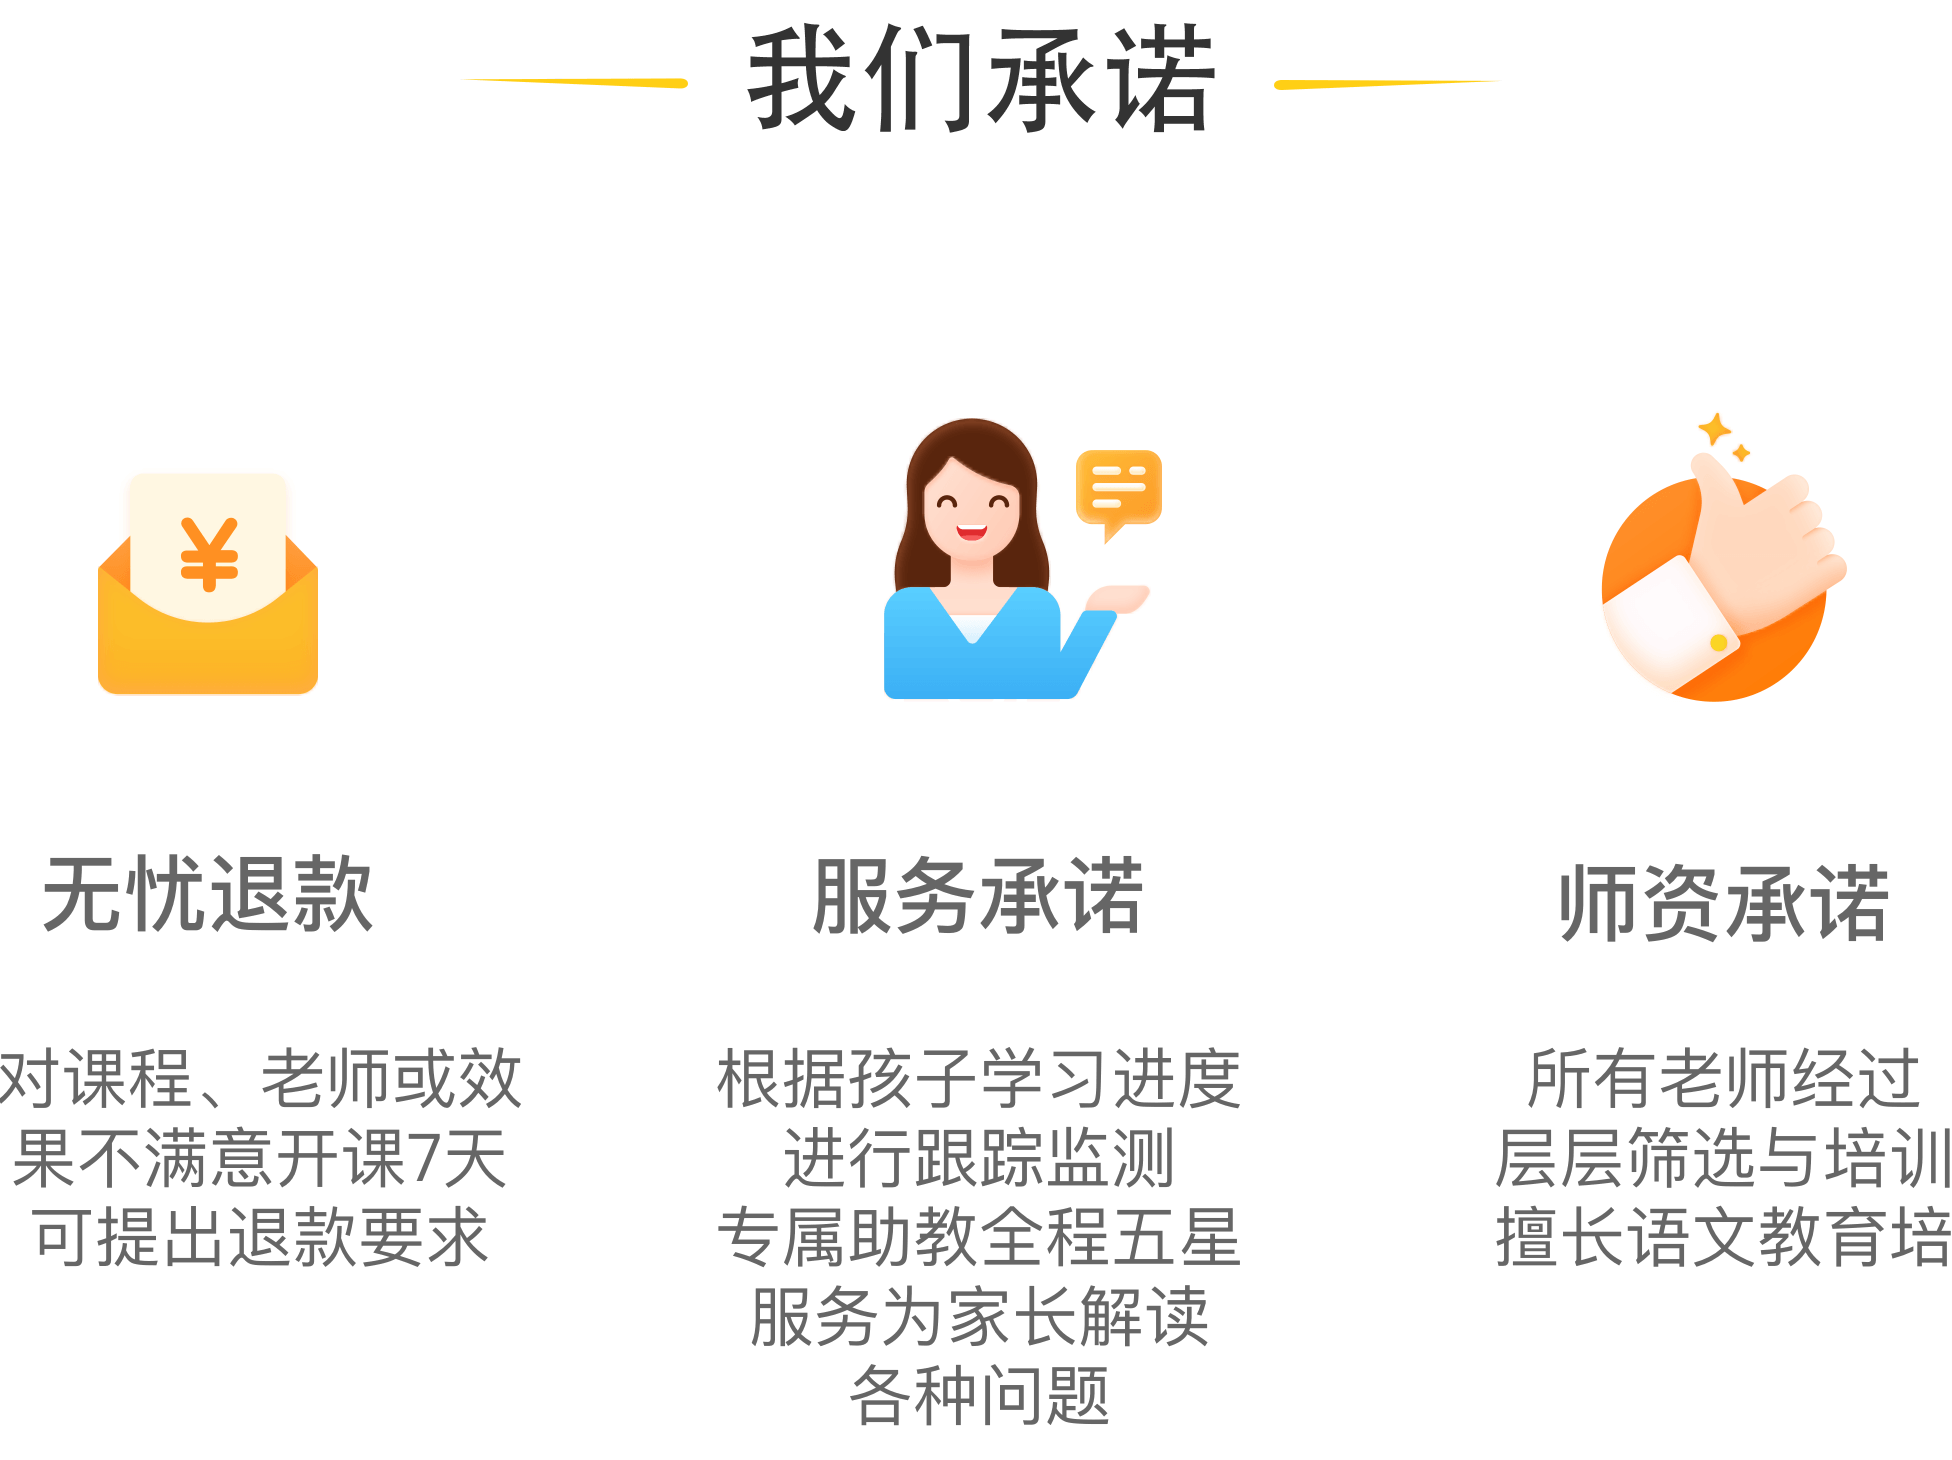 我们承诺
¥
无忧退款
对课程、老师或效
果不满意开课7天
可提出退款要求
服务承诺
根据孩子学习进度
进行跟踪监测
专属助教全程五星
服务为家长解读
各种问题
师资承诺
所有老师经过
层层筛选与培训
擅长语文教育培